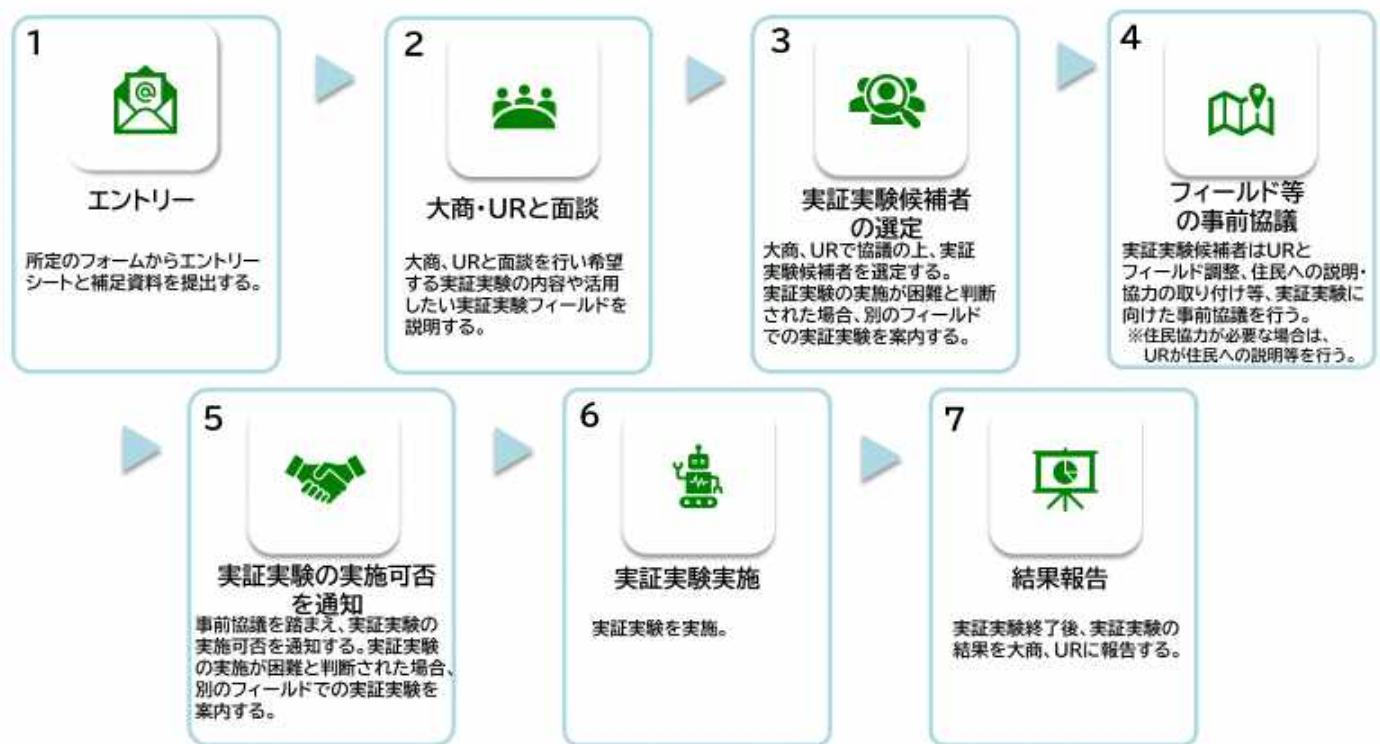 1
エントリー
所定のフォームからエントリー
シートと補足資料を提出する。
2
大商・URと面談
大商、URと面談を行い希望
する実証実験の内容や活用
したい実証実験フィールドを
説明する。
3
実証実験候補者
の選定
大商、URで協議の上、実証
実験候補者を選定する。
実証実験の実施が困難と判断
された場合、別のフィールド
での実証実験を案内する。
4
フィールド等
の事前協議
実証実験候補者はURと
フィールド調整、住民への説明・
協力の取り付け等、実証実験に
向けた事前協議を行う。
※住民協力が必要な場合は、
URが住民への説明等を行う。
5
実証実験の実施可否
を通知
事前協議を踏まえ、実証実験の
実施可否を通知する。実証実験
の実施が困難と判断された場合、
別のフィールドでの実証実験を
案内する。
6
実証実験実施
実証実験を実施。
7
結果報告
実証実験終了後、実証実験の
結果を大商、URに報告する。